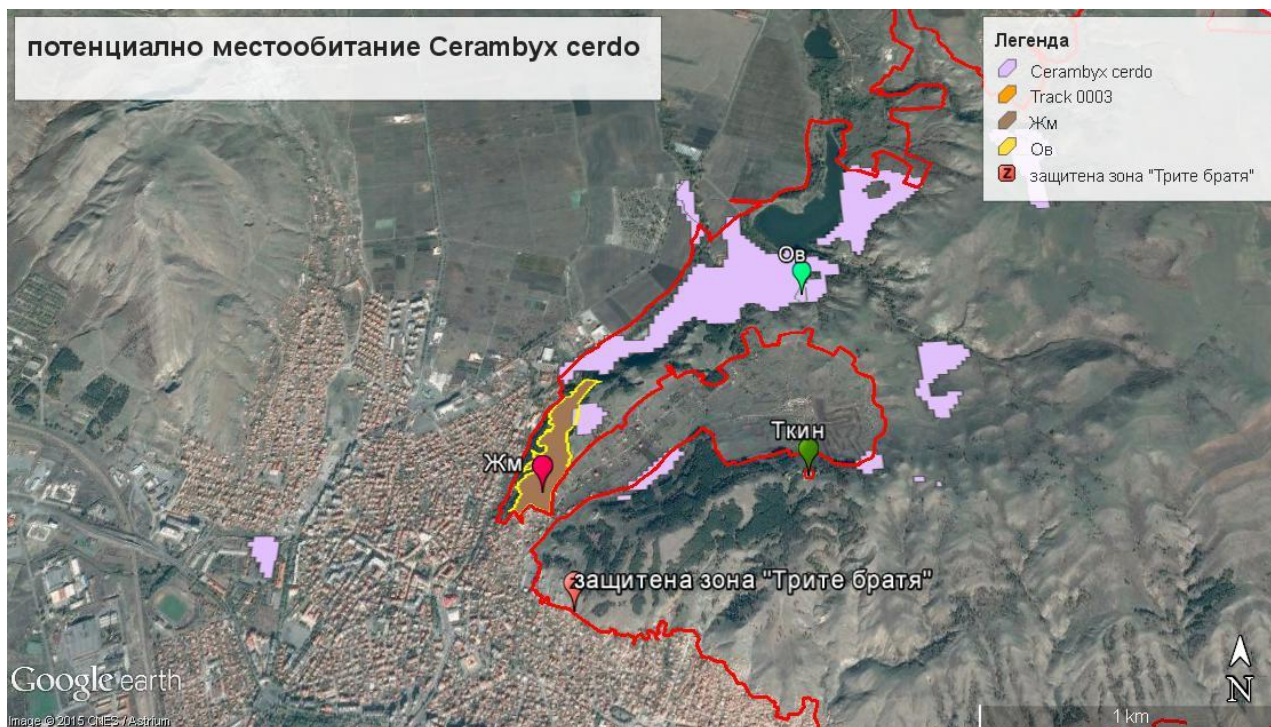 потенциално местообитание Cerambyx cerdo
Легенда
Cerambyx cerdo
Track 0003
Жм
Ов
Z защитена зона "Трите братя"
Ов
Ткин
Жм
Z защитена зона "Трите братя"
Google earth
N
Image © 2015 CNES / Astrium
1 km